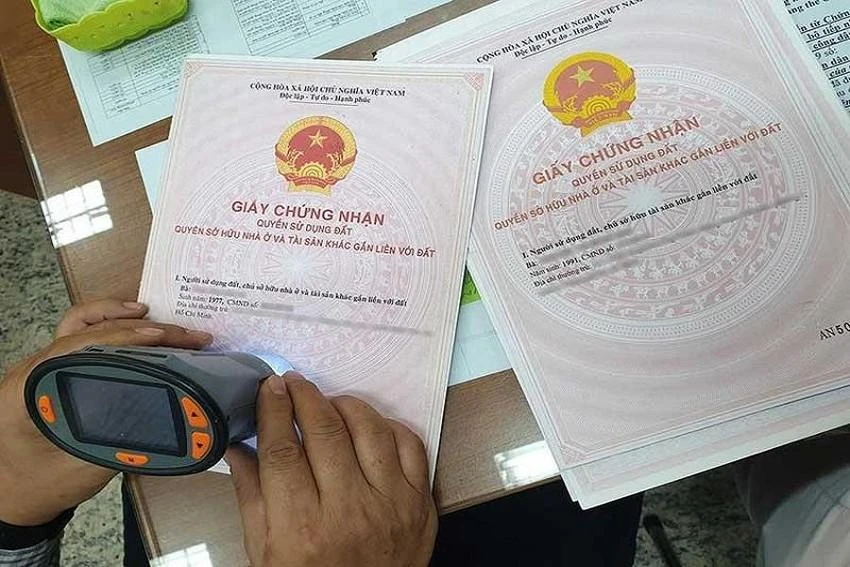 CỘNG HÒA XÃ HỘI CHỦ NGHĨA VIỆT NAM
Độc lập - Tự do - Hạnh phúc
GIẤY CHỨNG NHẬN
QUYỀN SỬ DỤNG ĐẤT
QUYỀN SỞ HỮU NHÀ Ở VÀ TÀI SẢN KHÁC GẮN LIỀN VỚI ĐẤT
I. Người sử dụng đất, chủ sở hữu nhà ở và tài sản khác gắn liền với đất
Bà:
Sinh năm: 1977, CMND số:
Địa chỉ thường trú:
Hồ Chí Minh;
CỘNG HÒA XÃ HỘI CHỦ NGHĨA VIỆT NAM
Độc lập - Tự do - Hạnh phúc
VIỆT NAM
GIẤY CHỨNG NHẬN
QUYỀN SỬ DỤNG ĐẤT
QUYỀN SỞ HỮU NHÀ Ở VÀ TÀI SẢN KHÁC GẮN LIỀN VỚI ĐẤT
I. Người sử dụng đất, chủ sở hữu tài sản gắn liền với đất
Bà:
Năm sinh: 1991, CMND số:
Địa chỉ thường trú:
AN 50